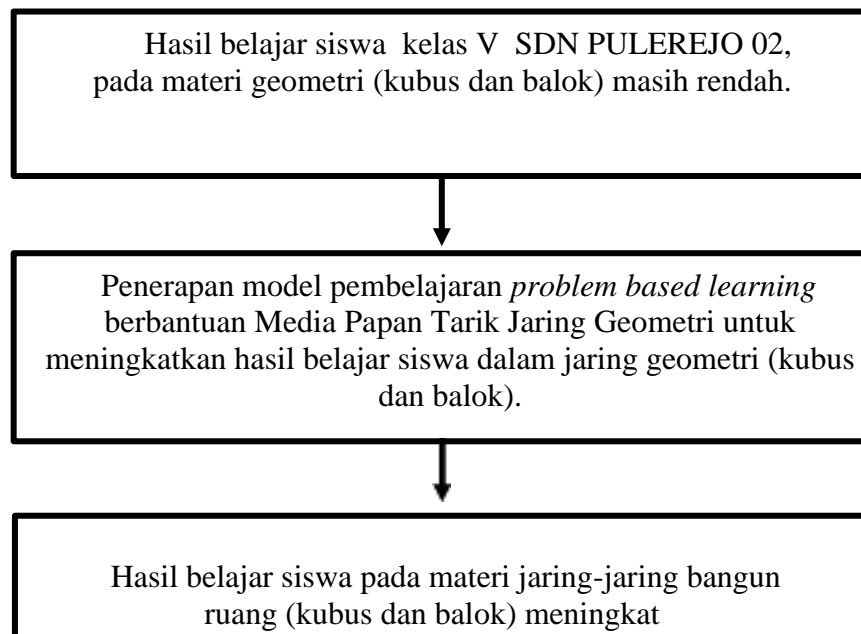 Hasil belajar siswa kelas V SDN PULEREJO 02,
pada materi geometri (kubus dan balok) masih rendah.
Penerapan model pembelajaran problem based learning
berbantuan Media Papan Tarik Jaring Geometri untuk
meningkatkan hasil belajar siswa dalam jaring geometri (kubus
dan balok).
Hasil belajar siswa pada materi jaring-jaring bangun
ruang (kubus dan balok) meningkat